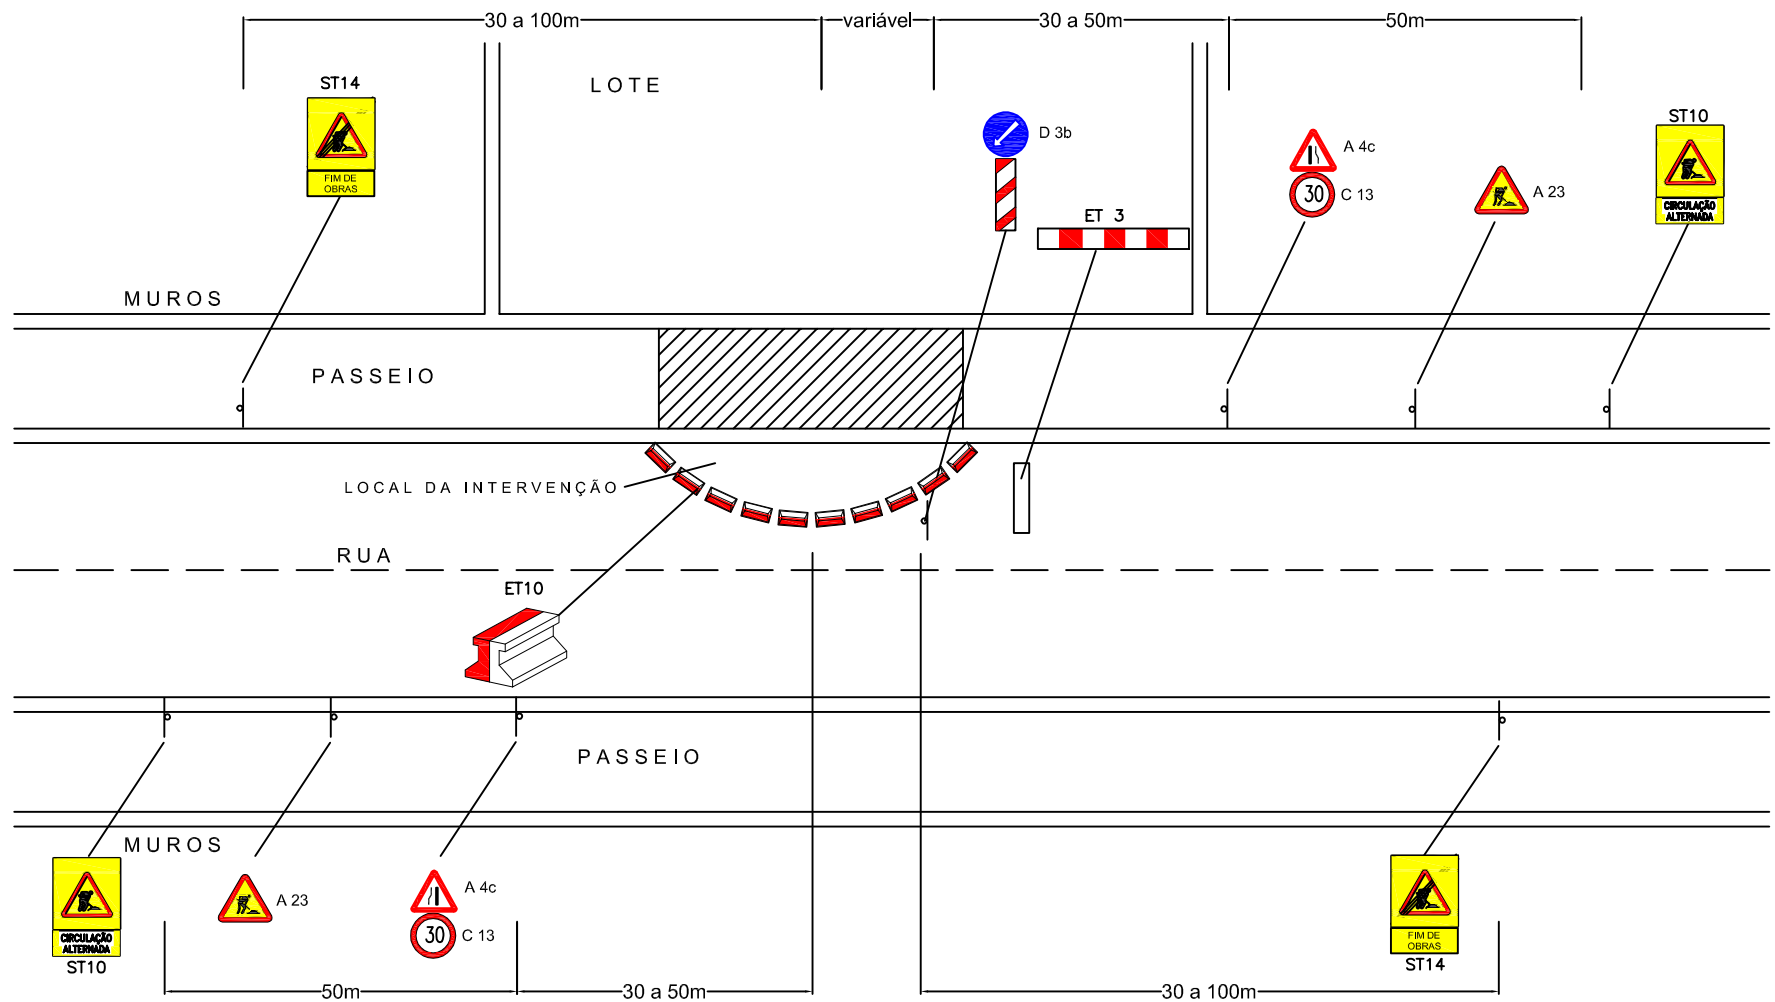 30 a 100m
variável
30 a 50m
50m
ST14
LOTE
D 3b
A 4c
ST10
FIM DE
OBRAS
30
C 13
A 23
CIRCULAÇÃO
ALTERNADA
ET 3
MUROS
PASSEIO
LOCAL DA INTERVENÇÃO
RUA
ET10
PASSEIO
MUROS
A 23
A 4c
30
C 13
CIRCULAÇÃO
ALTERNADA
ST10
FIM DE
OBRAS
ST14
50m
30 a 50m
30 a 100m